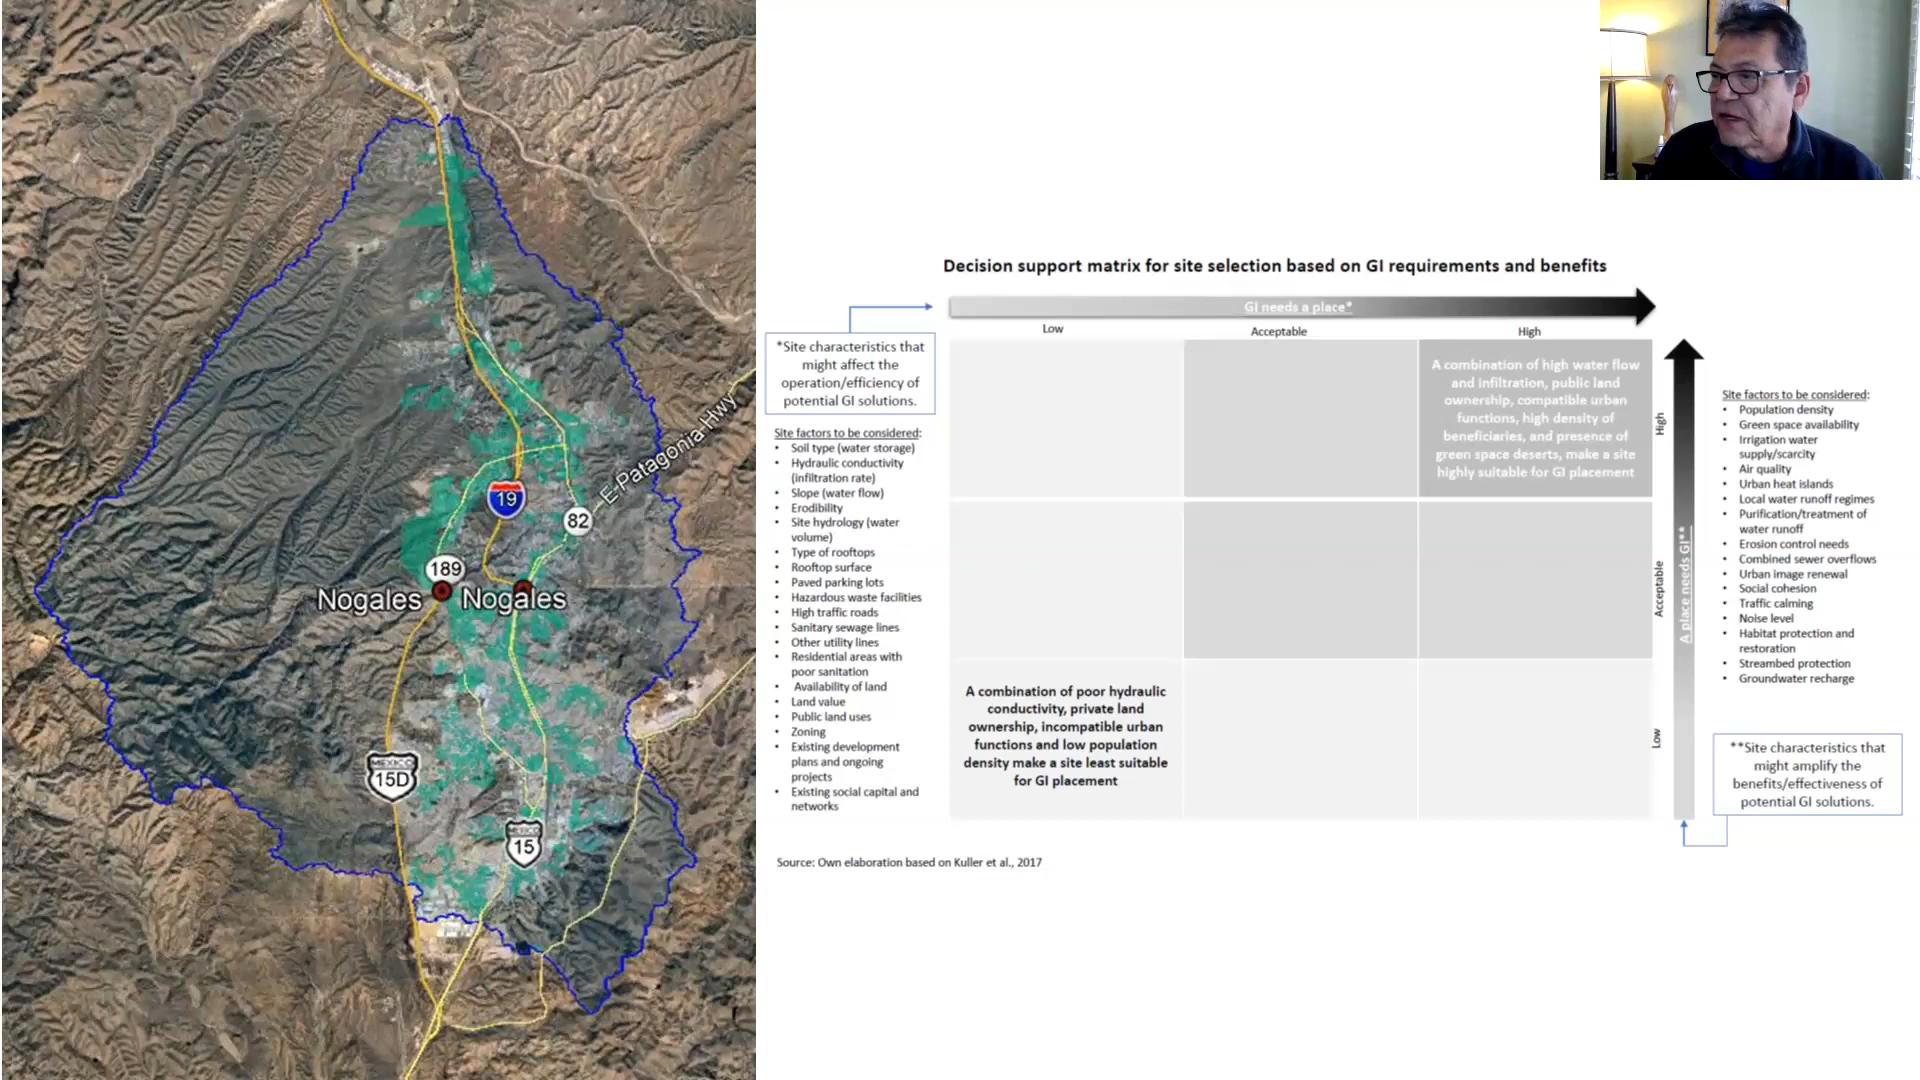 E Patagonia Hwy
19
82
189
Nogales
Nogales
MEXICO
15D
MEXICO
15
Decision support matrix for site selection based on GI requirements and benefits
GI needs a place*
Low
Acceptable
High
*Site characteristics that
might affect the
operation/efficiency of
potential GI solutions.
Site factors to be considered:
• Soil type (water storage)
• Hydraulic conductivity
(infiltration rate)
• Slope (water flow)
• Erodibility
• Site hydrology (water
volume)
• Type of rooftops
• Rooftop surface
• Paved parking lots
• Hazardous waste facilities
• High traffic roads
• Sanitary sewage lines
• Other utility lines
• Residential areas with
poor sanitation
• Availability of land
• Land value
• Public land uses
• Zoning
• Existing development
plans and ongoing
projects
• Existing social capital and
networks
A combination of high water flow
and infiltration, public land
ownership, compatible urban
functions, high density of
beneficiaries, and presence of
green space deserts, make a site
highly suitable for GI placement
A combination of poor hydraulic
conductivity, private land
ownership, incompatible urban
functions and low population
density make a site least suitable
for GI placement
High
Acceptable
Low
A place needs GI**
Site factors to be considered:
• Population density
• Green space availability
• Irrigation water
supply/scarcity
• Air quality
• Urban heat islands
• Local water runoff regimes
• Purification/treatment of
water runoff
• Erosion control needs
• Combined sewer overflows
• Urban image renewal
• Social cohesion
• Traffic calming
• Noise level
• Habitat protection and
restoration
• Streambed protection
• Groundwater recharge
**Site characteristics that
might amplify the
benefits/effectiveness of
potential GI solutions.
Source: Own elaboration based on Kuller et al., 2017